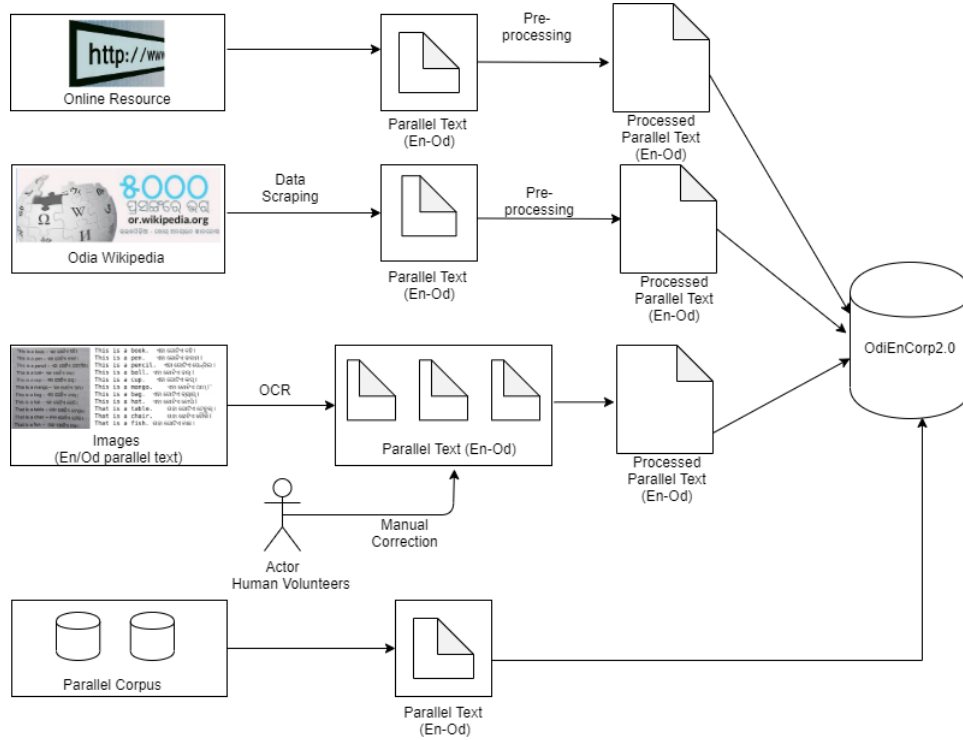 http://ww
Online Resource
Parallel Text
(En-Od)
Pre-
processing
Processed
Parallel Text
(En-Od)
୫୦୦୦
or.wikipedia.org
Odia Wikipedia
Data
Scraping
Parallel Text
(En-Od)
Pre-
processing
Processed
Parallel Text
(En-Od)
OdiEnCorp2.0
This is a book.
This is a pen.
This is a pencil.
This is a ball.
This is a cup.
This is a mango.
This is a bag.
This is a hat.
That is a table.
That is a chair.
That is a fish.
Images
(En/Od parallel text)
OCR
Parallel Text (En-Od)
Processed
Parallel Text
(En-Od)
Manual
Correction
Actor
Human Volunteers
Parallel Corpus
Parallel Text
(En-Od)